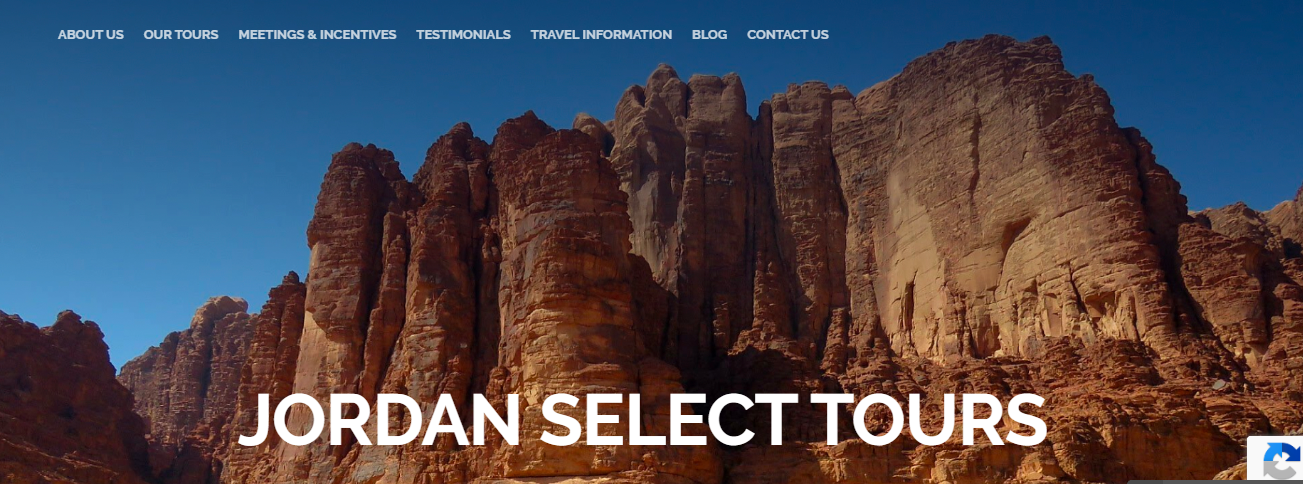 ABOUT US OUR TOURS MEETINGS & INCENTIVES TESTIMONIALS TRAVEL INFORMATION BLOG CONTACT US
JORDAN SELECT TOURS